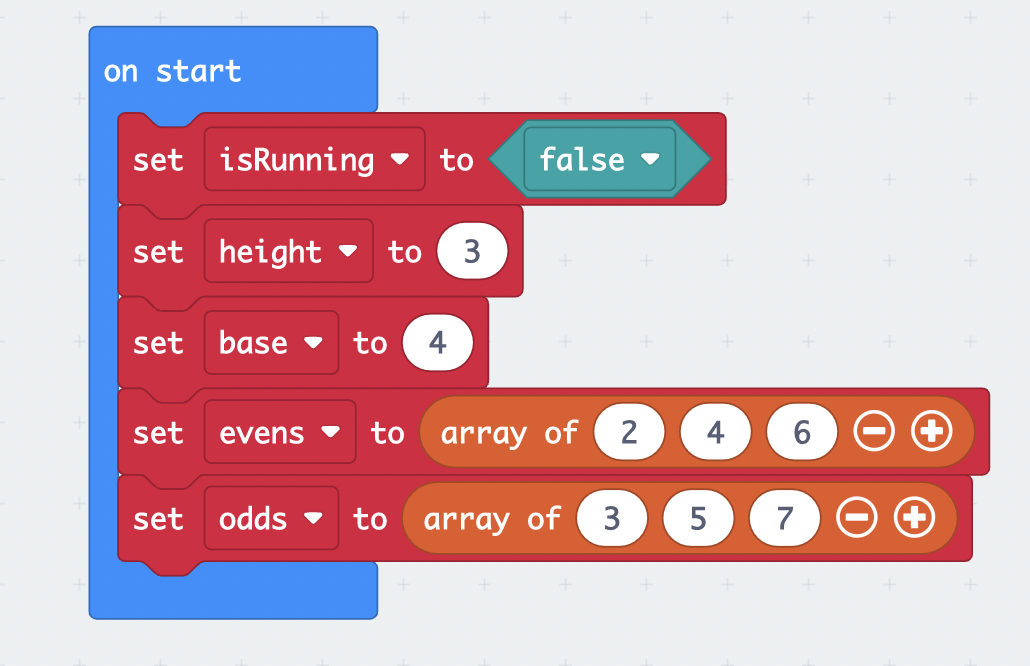 on start
set isRunning to false
set height to 3
set base to 4
set evens to array of 2 4 6
set odds to array of 3 5 7